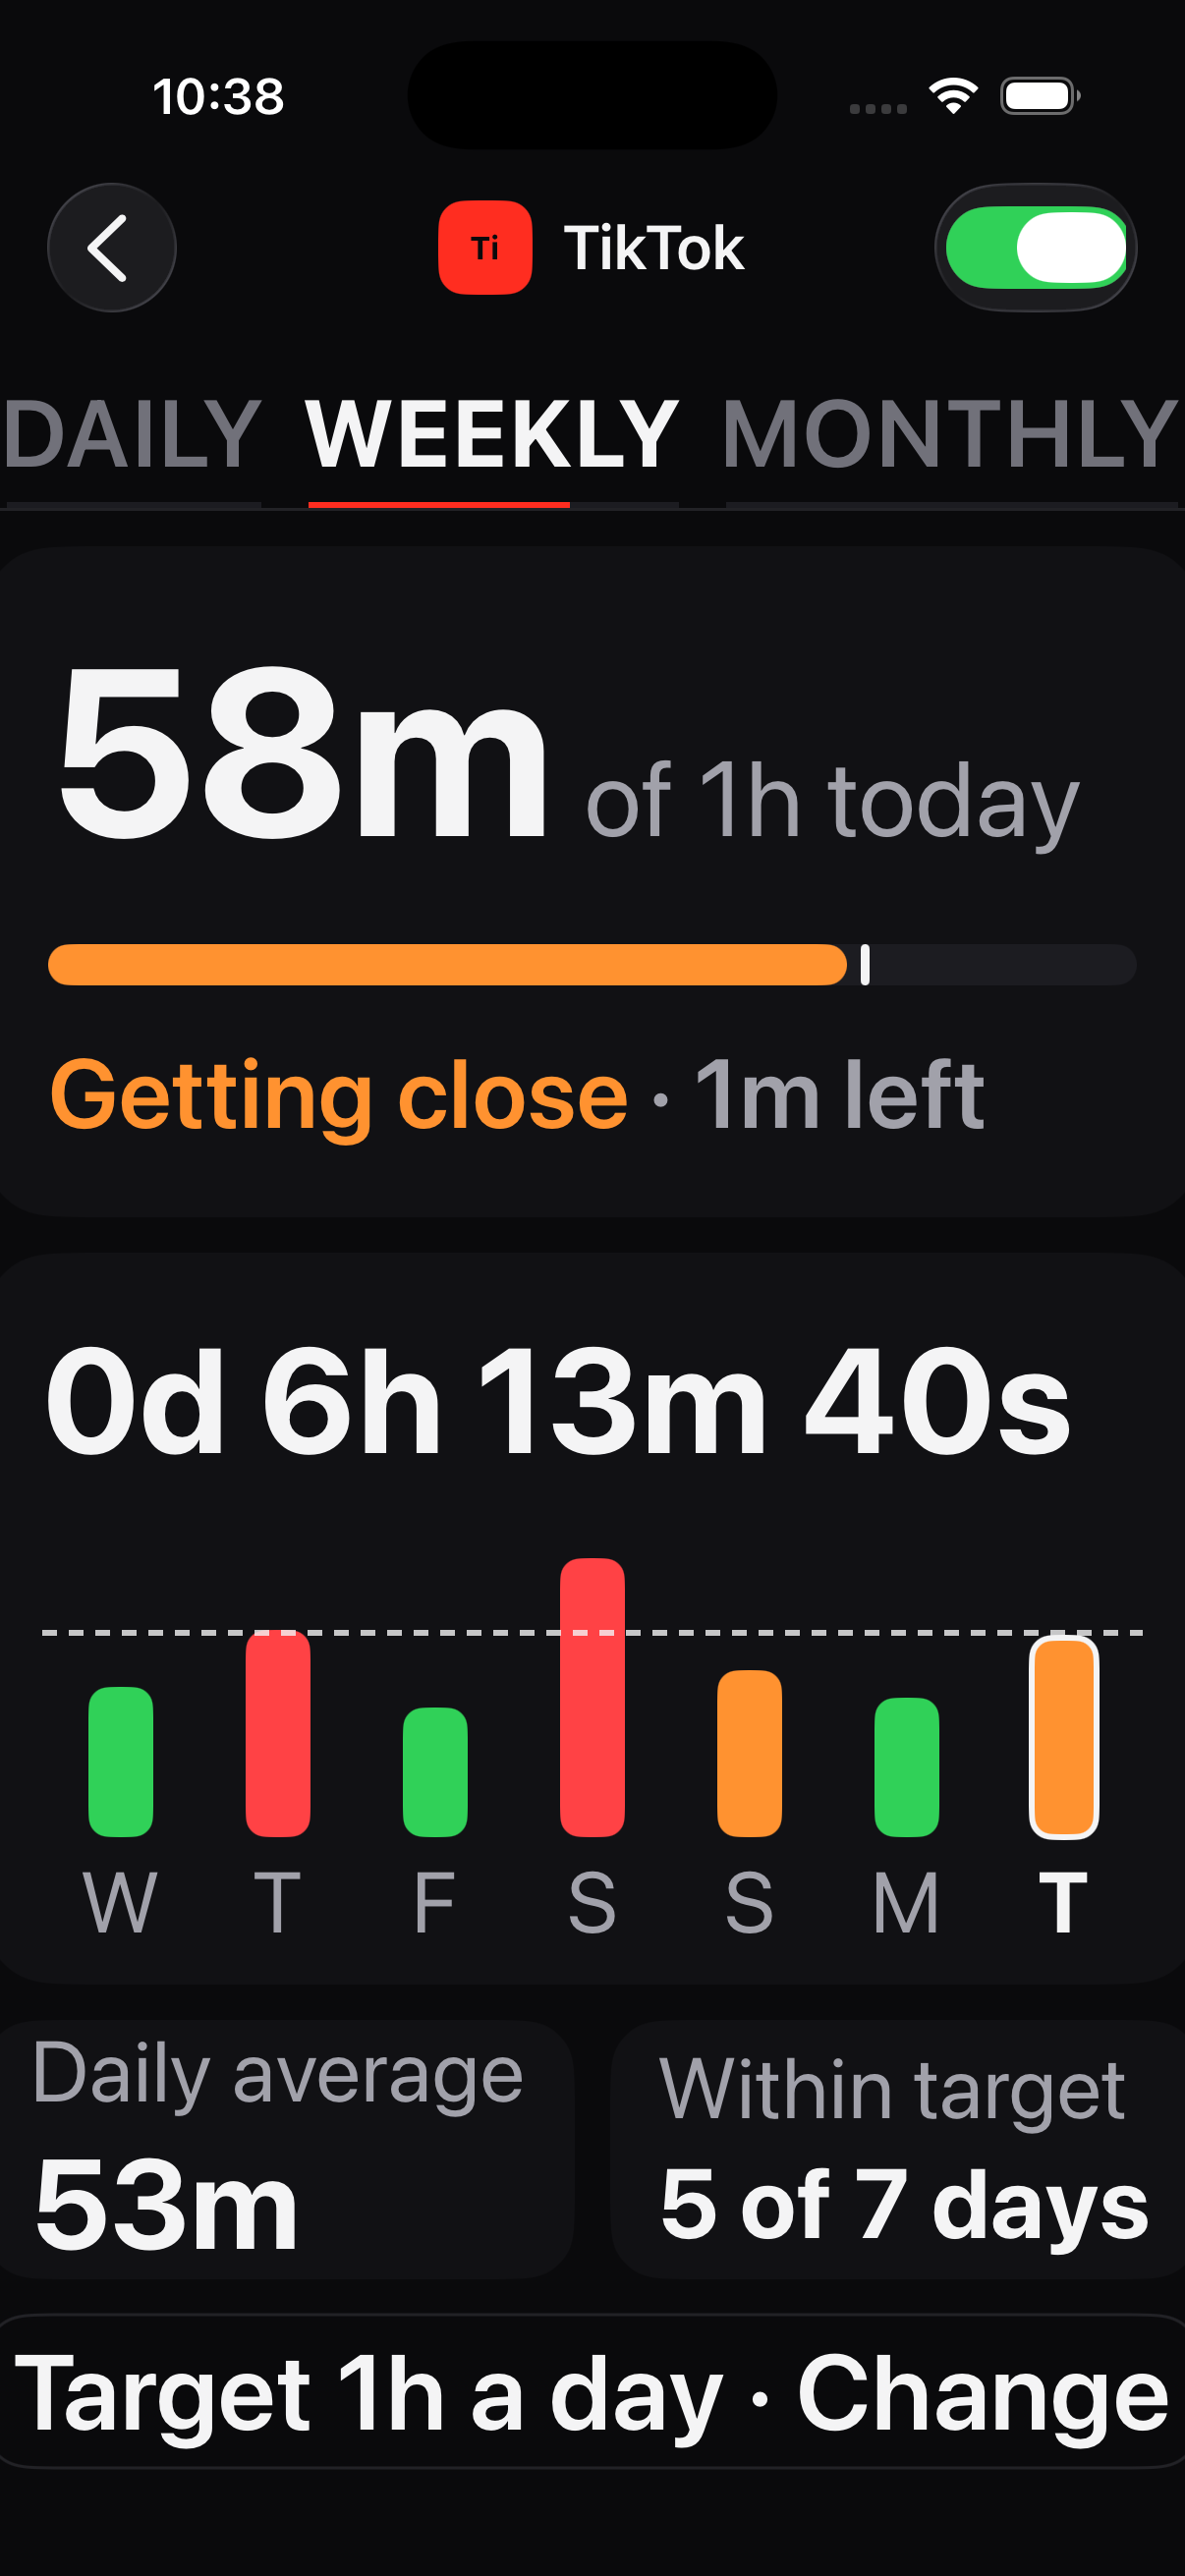 10:38
Ti TikTok
DAILY WEEKLY MONTHLY
58m of 1h today
Getting close · 1m left
0d 6h 13m 40s
W T F S S M T
Daily average
53m
Within target
5 of 7 days
Target 1h a day · Change